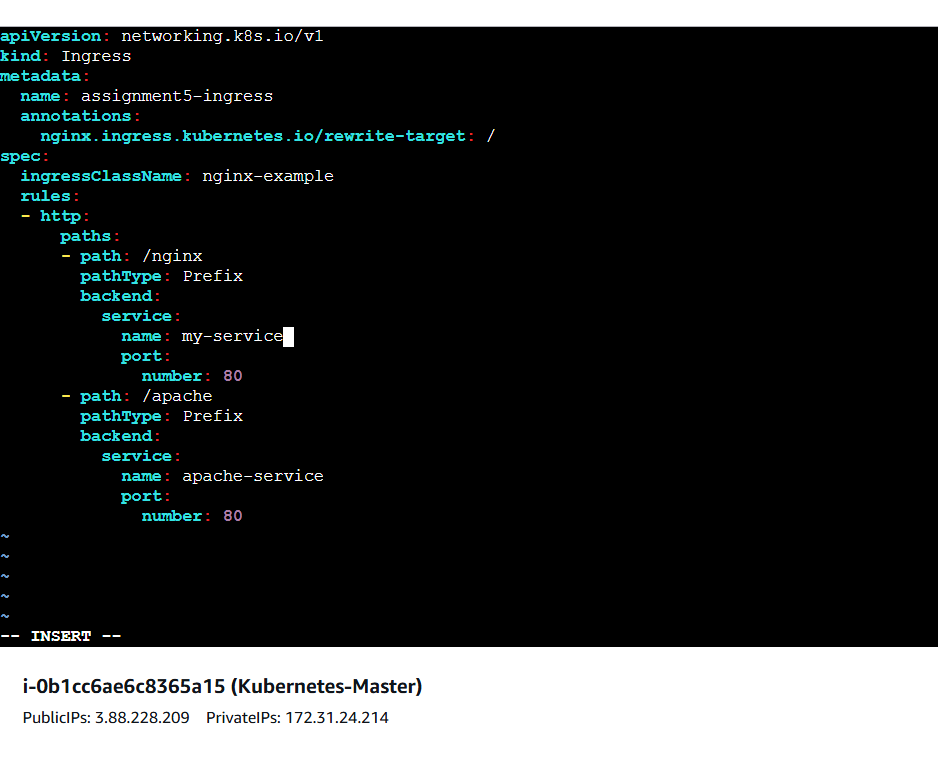 apiVersion: networking.k8s.io/v1
kind: Ingress
metadata:
  name: assignment5-ingress
  annotations:
    nginx.ingress.kubernetes.io/rewrite-target: /
spec:
  ingressClassName: nginx-example
  rules:
  - http:
      paths:
      - path: /nginx
        pathType: Prefix
        backend:
          service:
            name: my-service
            port:
              number: 80
      - path: /apache
        pathType: Prefix
        backend:
          service:
            name: apache-service
            port:
              number: 80
~
~
~
~
~
-- INSERT --
i-0b1cc6ae6c8365a15 (Kubernetes-Master)
PublicIPs: 3.88.228.209 PrivateIPs: 172.31.24.214